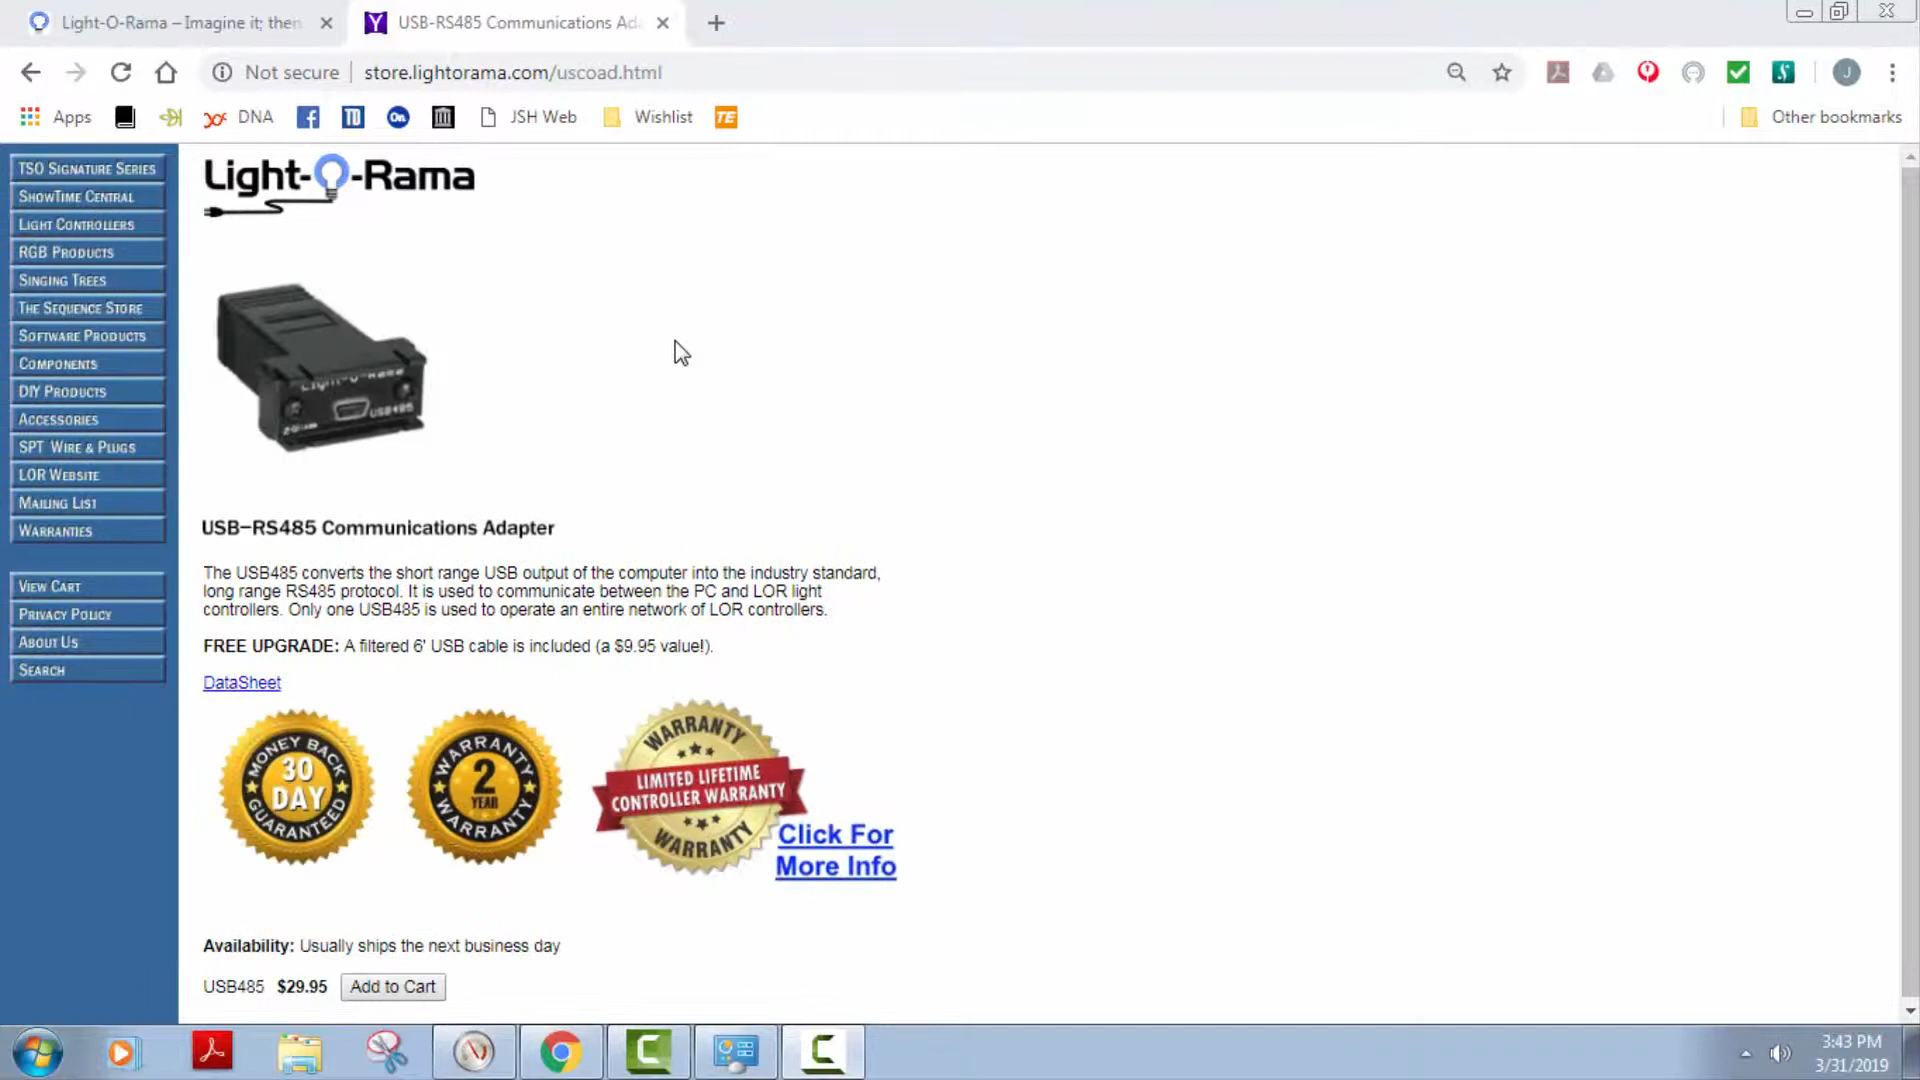 Light-O-Rama – Imagine it; then
USB-RS485 Communications Ada
Not secure
store.lightorama.com/uscoad.html
J
Apps
DNA
TD
On
JSH Web
Wishlist
TE
Other bookmarks
TSO Signature Series
ShowTime Central
Light Controllers
RGB Products
Singing Trees
The Sequence Store
Software Products
Components
DIY Products
Accessories
SPT Wire & Plugs
LOR Website
Mailing List
Warranties
View Cart
Privacy Policy
About Us
Search
Light-O-Rama
Light-O-Rama
USB485
USB-RS485 Communications Adapter
The USB485 converts the short range USB output of the computer into the industry standard,
long range RS485 protocol. It is used to communicate between the PC and LOR light
controllers. Only one USB485 is used to operate an entire network of LOR controllers.
FREE UPGRADE: A filtered 6' USB cable is included (a $9.95 value!).
DataSheet
MONEY BACK
30
DAY
GUARANTEED
WARRANTY
2
YEAR
WARRANTY
WARRANTY
LIMITED LIFETIME
CONTROLLER WARRANTY
WARRANTY
Click For
More Info
Availability: Usually ships the next business day
USB485 $29.95 Add to Cart
3:43 PM
3/31/2019